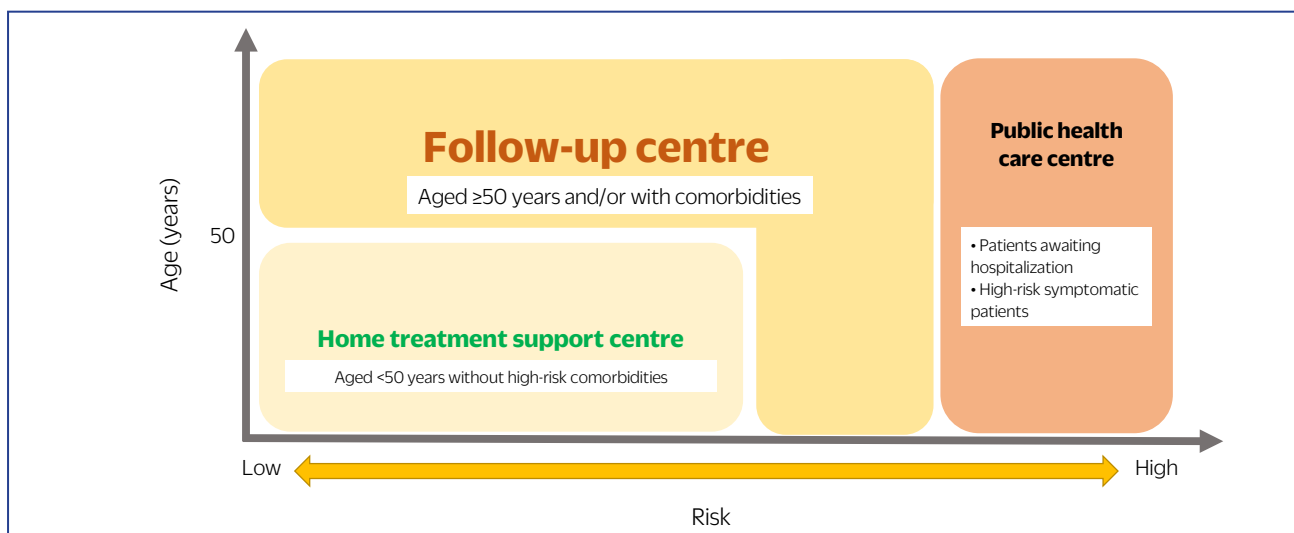 Follow-up centre
Aged ≥50 years and/or with comorbidities
Public health
care centre
• Patients awaiting
hospitalization
• High-risk symptomatic
patients
Age (years)
50
Home treatment support centre
Aged <50 years without high-risk comorbidities
Low
High
Risk